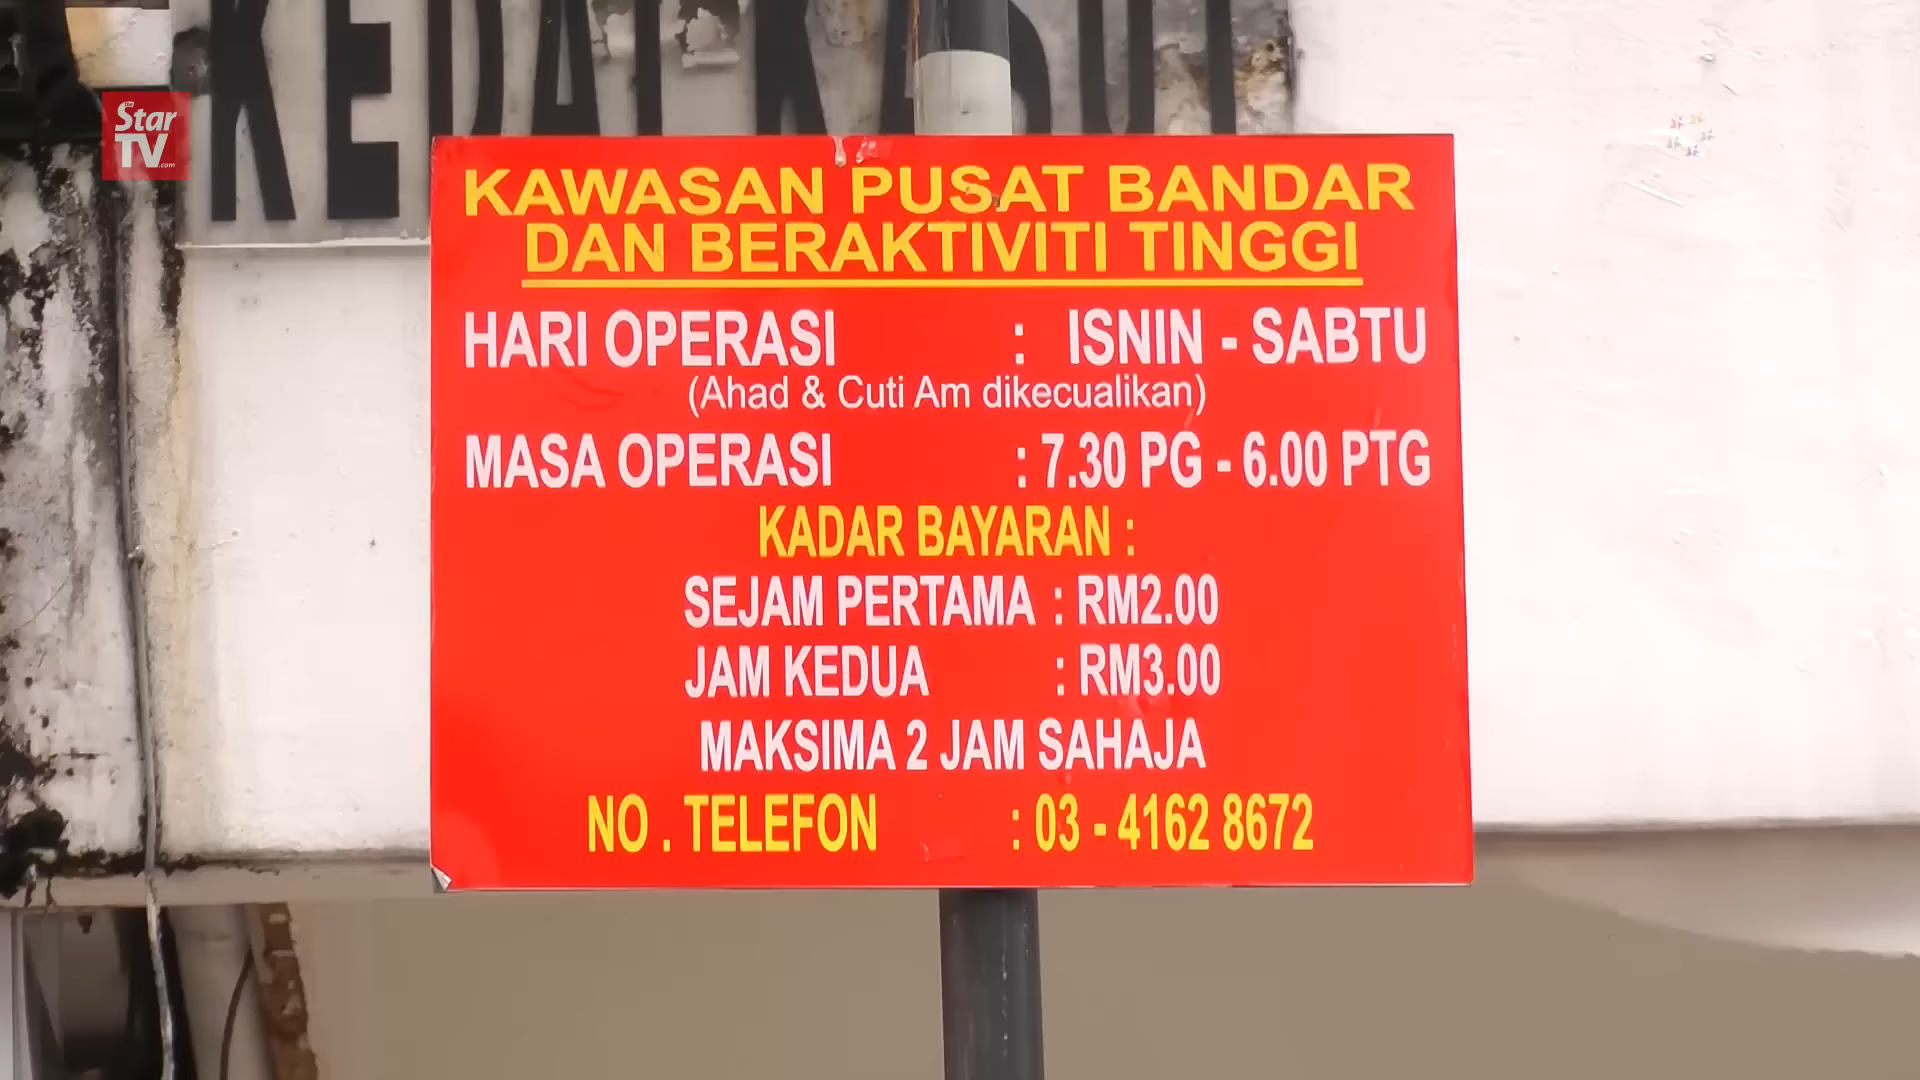 KEDAI KASUT
The
Star
TV.com
KAWASAN PUSAT BANDAR
DAN BERAKTIVITI TINGGI
HARI OPERASI : ISNIN - SABTU
(Ahad & Cuti Am dikecualikan)
MASA OPERASI : 7.30 PG - 6.00 PTG
KADAR BAYARAN :
SEJAM PERTAMA : RM2.00
JAM KEDUA : RM3.00
MAKSIMA 2 JAM SAHAJA
NO . TELEFON : 03 - 4162 8672